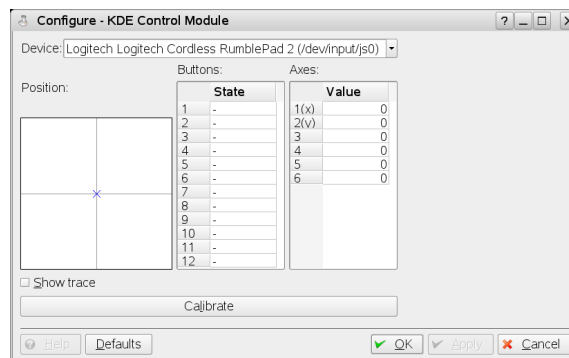 Configure - KDE Control Module
Device: Logitech Logitech Cordless RumblePad 2 (/dev/input/js0)
Buttons: Axes:
Position:
State Value
1 - 1(x) 0
2 - 2(y) 0
3 - 3 0
4 - 4 0
5 - 5 0
6 - 6 0
7 -
8 -
9 -
10 -
11 -
12 -
Show trace
Calibrate
Help Defaults OK Apply Cancel